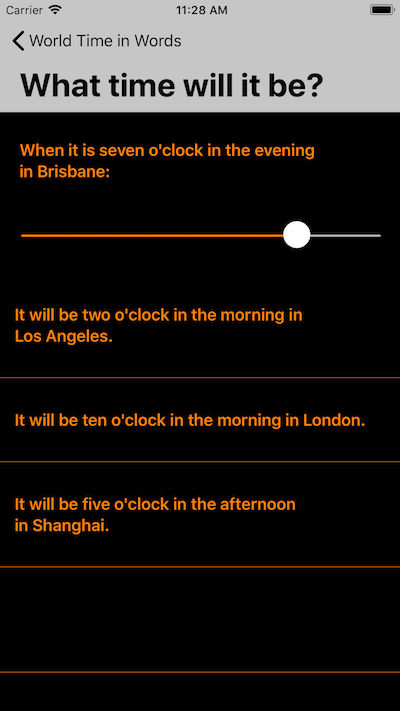 Carrier 11:28 AM
World Time in Words
What time will it be?
When it is seven o'clock in the evening
in Brisbane:
It will be two o'clock in the morning in
Los Angeles.
It will be ten o'clock in the morning in London.
It will be five o'clock in the afternoon
in Shanghai.